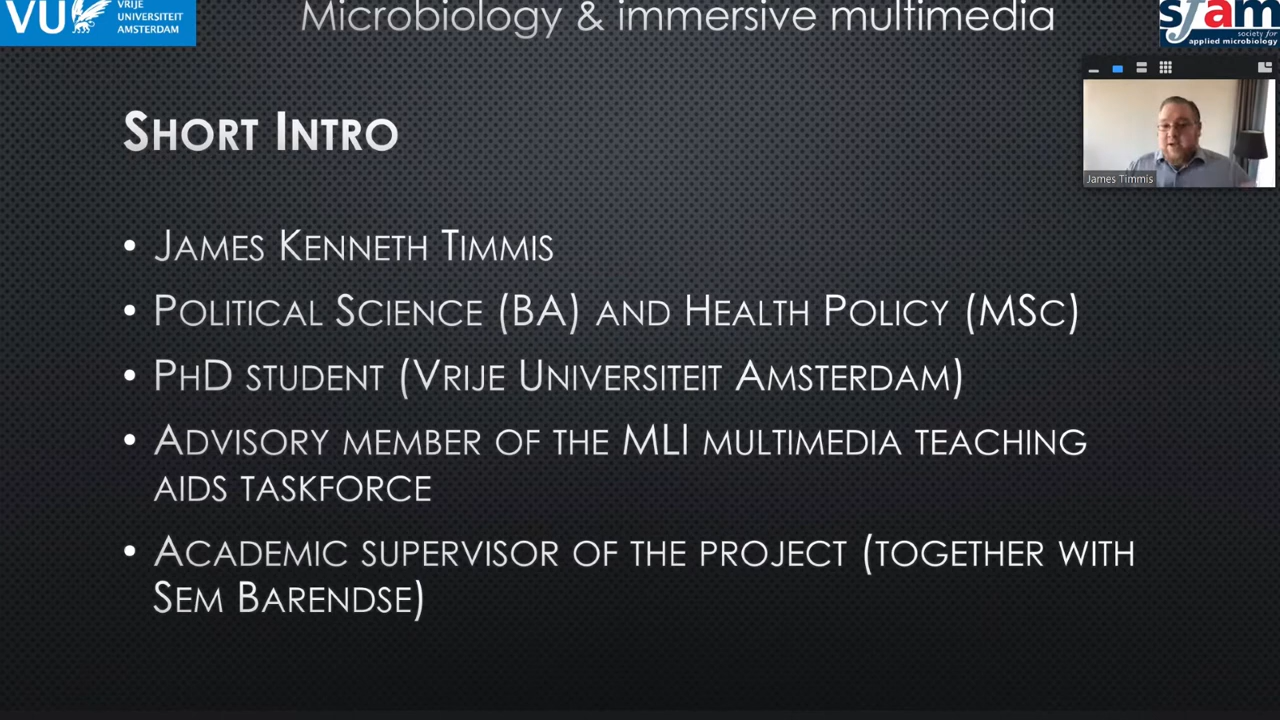 VU VRIJE
UNIVERSITEIT
AMSTERDAM
Microbiology & immersive multimedia
sfam
society for
applied microbiology
James Timmis
SHORT INTRO
• JAMES KENNETH TIMMIS
• POLITICAL SCIENCE (BA) AND HEALTH POLICY (MSC)
• PHD STUDENT (VRIJE UNIVERSITEIT AMSTERDAM)
• ADVISORY MEMBER OF THE MLI MULTIMEDIA TEACHING
AIDS TASKFORCE
• ACADEMIC SUPERVISOR OF THE PROJECT (TOGETHER WITH
SEM BARENDSE)